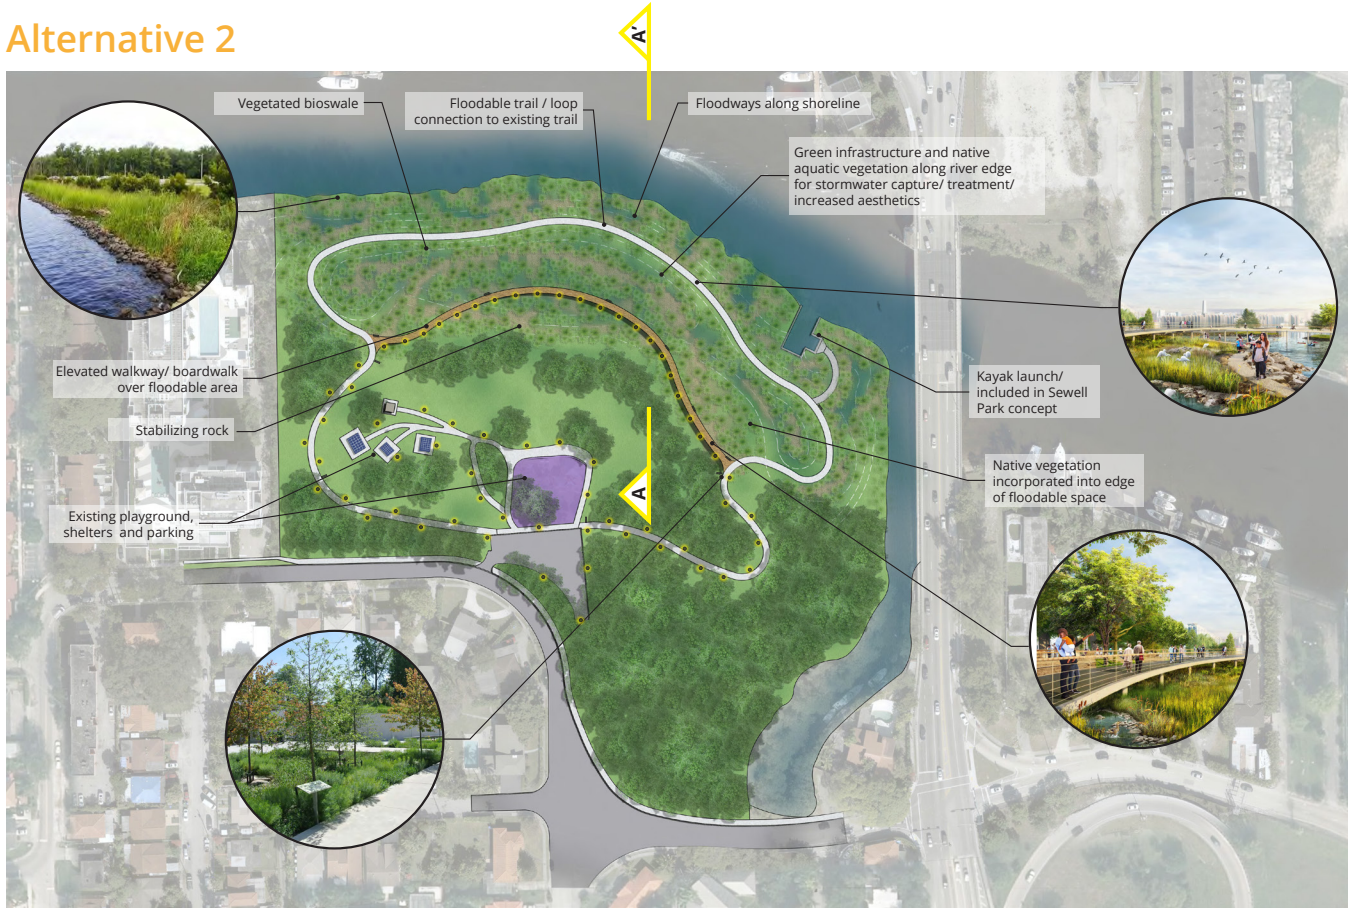 Alternative 2
A'
Vegetated bioswale
Floodable trail / loop
connection to existing trail
Floodways along shoreline
Green infrastructure and native
aquatic vegetation along river edge
for stormwater capture/ treatment/
increased aesthetics
Elevated walkway/ boardwalk
over floodable area
Kayak launch/
included in Sewell
Park concept
Stabilizing rock
Native vegetation
incorporated into edge
of floodable space
A
Existing playground,
shelters  and parking